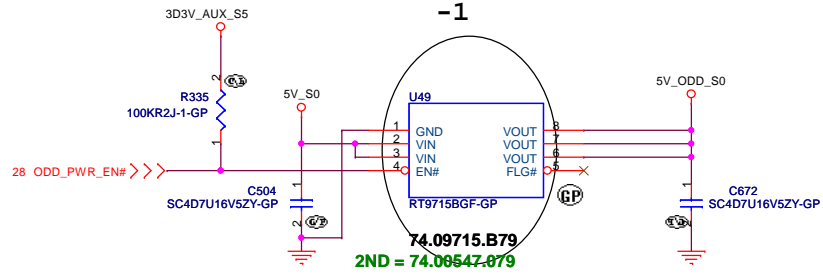 -1
3D3V_AUX_S5
2
R335
100KR2J-1-GP
1
5V_S0
5V_ODD_S0
U49
1 GND VOUT 8
2 VIN VOUT 7
3 VIN VOUT 6
4 EN# FLG# 5
28 ODD_PWR_EN#
RT9715BGF-GP
GP
1
C504
SC4D7U16V5ZY-GP
2
GP
1
C672
SC4D7U16V5ZY-GP
2
74.09715.B79
2ND = 74.00547.079